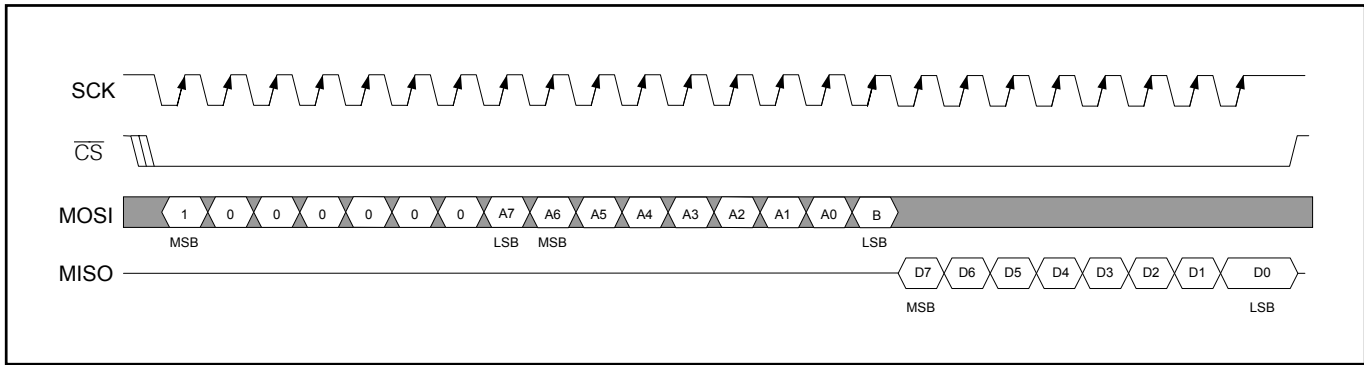 SCK
CS
MOSI 1 0 0 0 0 0 0 A7 A6 A5 A4 A3 A2 A1 A0 B
MSB LSB MSB LSB
MISO D7 D6 D5 D4 D3 D2 D1 D0
MSB LSB